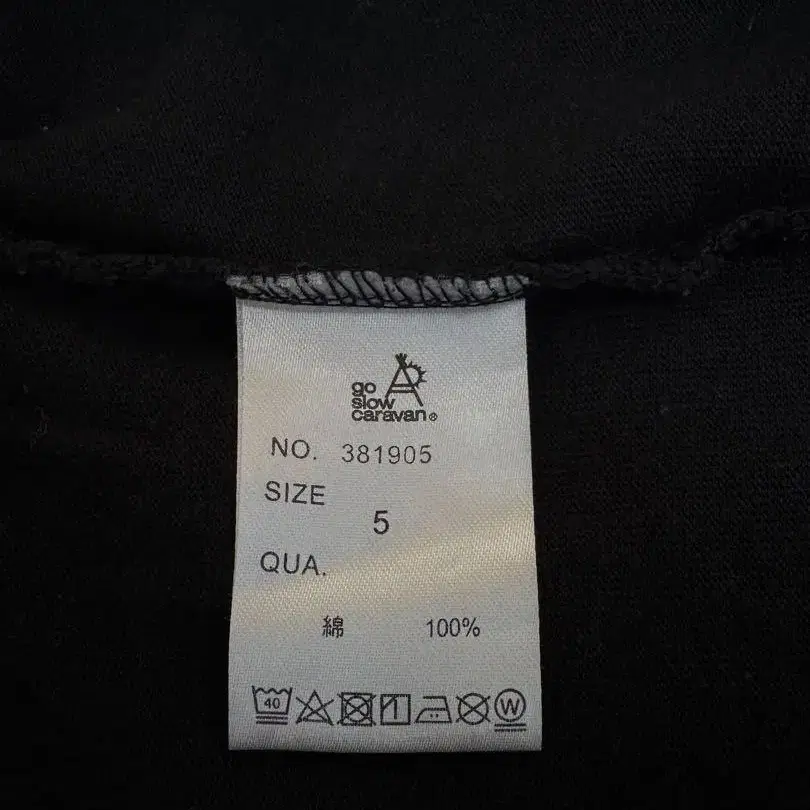 go
slow
caravan®
NO. 381905
SIZE
5
QUA.
綿 100%
40
W